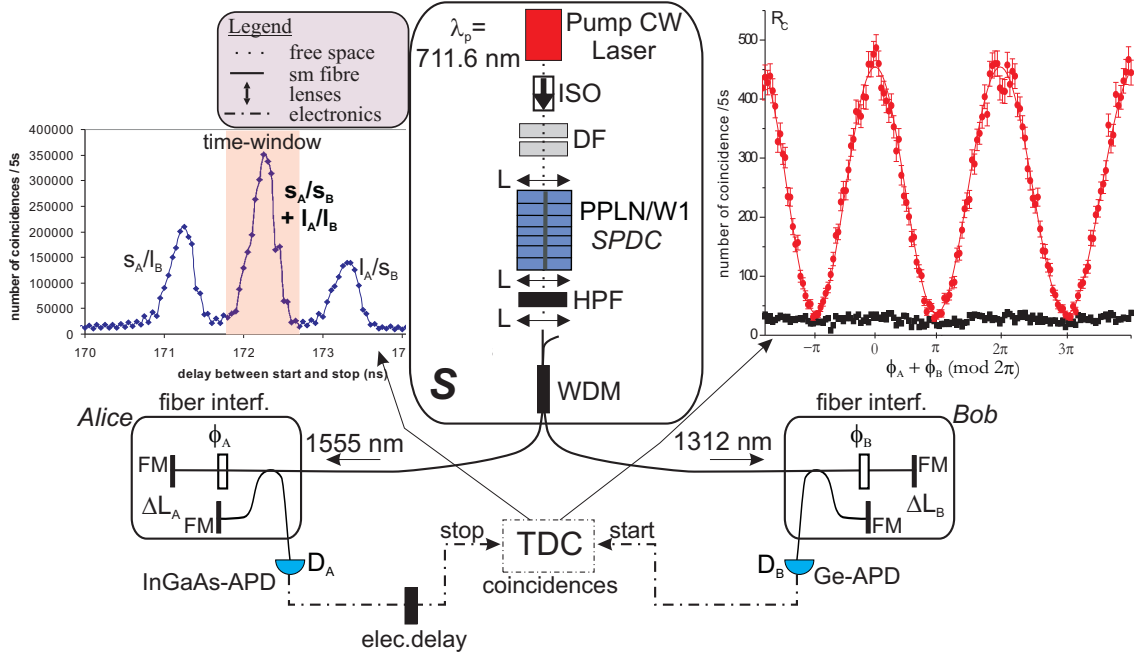 Legend
free space
sm fibre
lenses
electronics
λp=
711.6 nm
Pump CW
Laser
ISO
DF
L
PPLN/W1
SPDC
L
HPF
L
WDM
S
400000
350000
300000
250000
200000
150000
100000
50000
0
170
171
172
173
17
number of coincidences /5s
delay between start and stop (ns)
time-window
sA/sB
+ lA/lB
sA/lB
lA/sB
RC
500
400
300
200
100
0
number of coincidence /5s
−π
0
π
2π
3π
ϕA + ϕB (mod 2π)
Alice
fiber interf.
ϕA
FM
ΔLA
FM
1555 nm
1312 nm
fiber interf.
Bob
ϕB
FM
ΔLB
FM
stop
start
TDC
coincidences
DA
InGaAs-APD
DB
Ge-APD
elec.delay